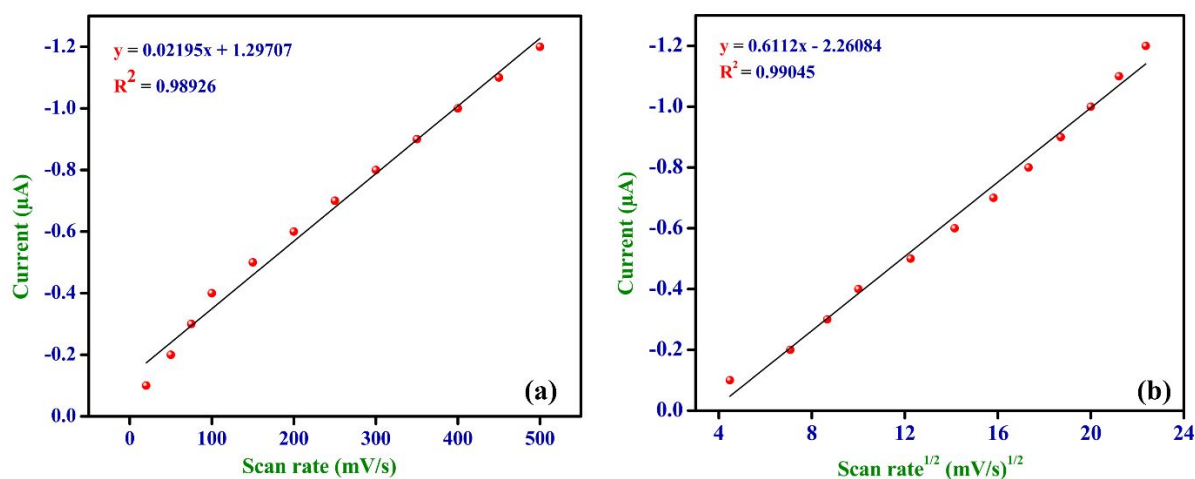 y = 0.02195x + 1.29707
R² = 0.98926
-1.2
-1.0
-0.8
-0.6
-0.4
-0.2
0.0
Current (µA)
0 100 200 300 400 500
Scan rate (mV/s)
(a)
y = 0.6112x - 2.26084
R² = 0.99045
-1.2
-1.0
-0.8
-0.6
-0.4
-0.2
0.0
Current (µA)
4 8 12 16 20 24
Scan rate^1/2 (mV/s)^1/2
(b)